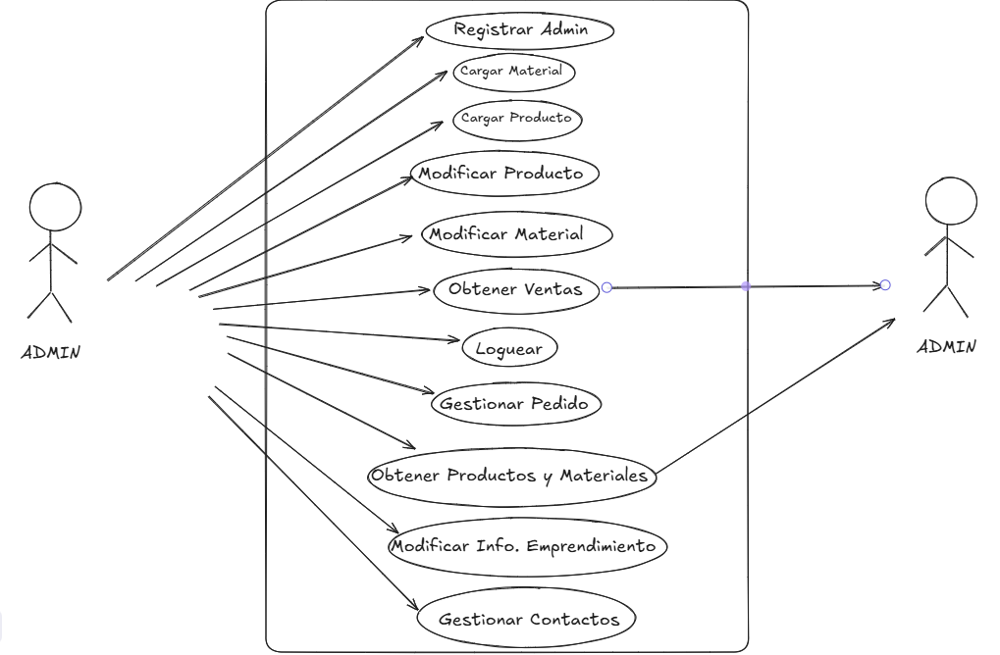 Registrar Admin
Cargar Material
Cargar Producto
Modificar Producto
Modificar Material
Obtener Ventas
Loguear
ADMIN
ADMIN
Gestionar Pedido
Obtener Productos y Materiales
Modificar Info. Emprendimiento
Gestionar Contactos